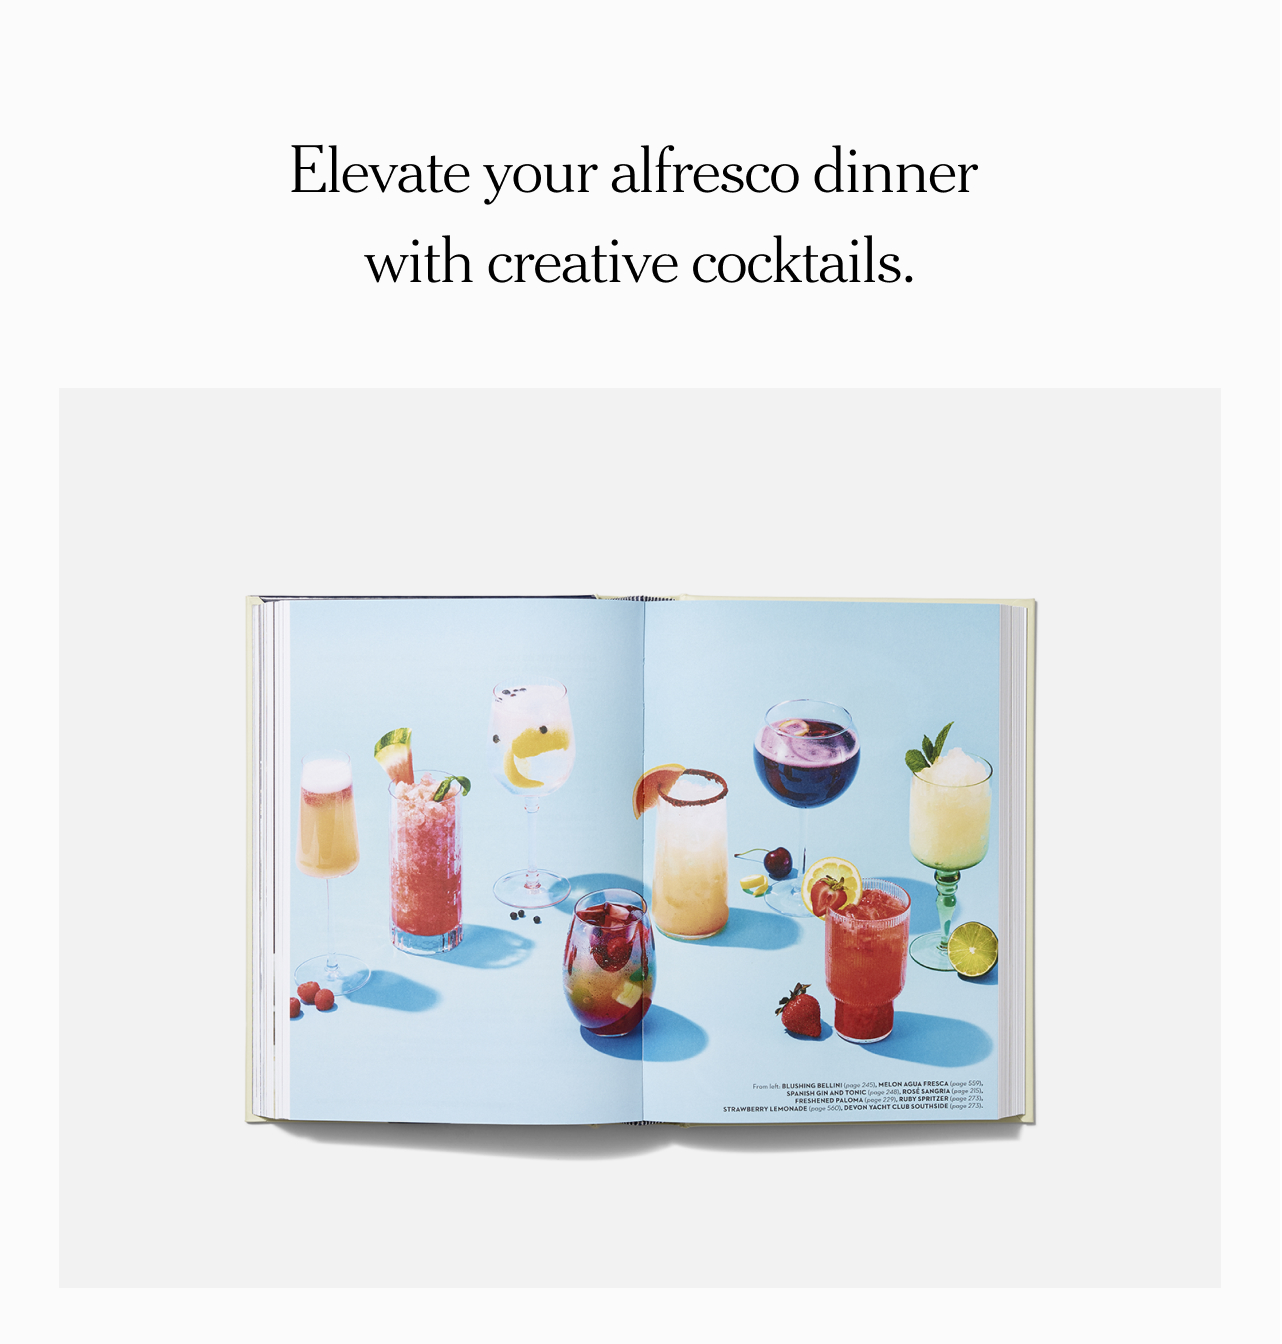 Elevate your alfresco dinner
with creative cocktails.
From left: BLUSHING BELLINI (page 245), MELON AGUA FRESCA (page 559),
SPANISH GIN AND TONIC (page 248), ROSÉ SANGRIA (page 215),
FRESHENED PALOMA (page 229), RUBY SPRITZER (page 273),
STRAWBERRY LEMONADE (page 560), DEVON YACHT CLUB SOUTHSIDE (page 273).